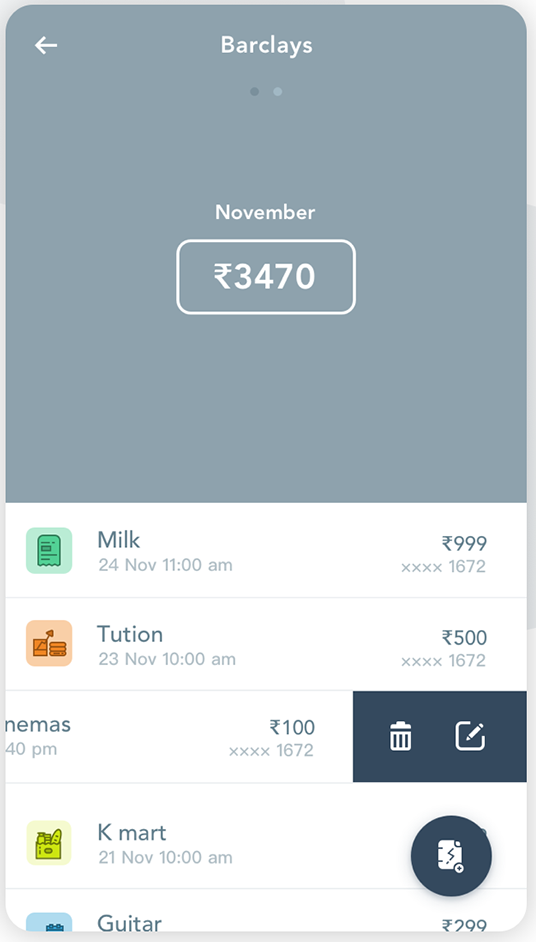 Barclays
November
₹3470
Milk
₹999
24 Nov 11:00 am
xxxx 1672
Tution
₹500
23 Nov 10:00 am
xxxx 1672
nemas
₹100
40 pm
xxxx 1672
K mart
21 Nov 10:00 am
Guitar
₹299